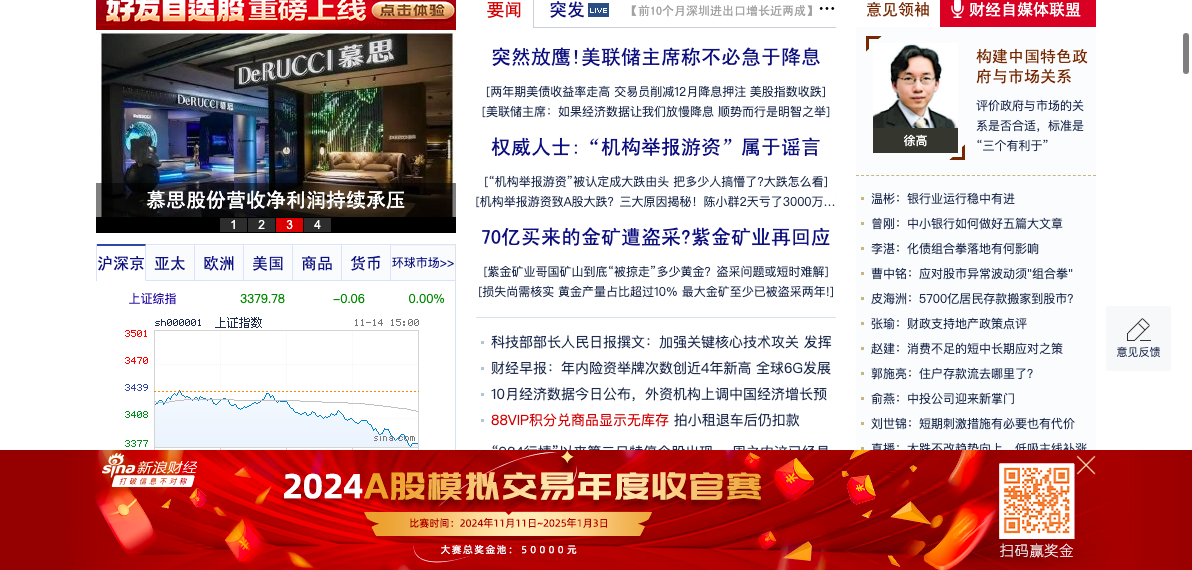 好友自选股重磅上线 点击体验
DeRUCCI 慕思
DeRUCCI 慕思
慕思股份营收净利润持续承压
1 2 3 4
沪深京 亚太 欧洲 美国 商品 货币 环球市场>>
上证综指 3379.78 -0.06 0.00%
sh000001 上证指数 11-14 15:00
3501
3470
3439
3408
3377
sina.com
要闻 突发 LIVE 【前10个月深圳进出口增长近两成】 ...
突然放鹰!美联储主席称不必急于降息
[两年期美债收益率走高 交易员削减12月降息押注 美股指数收跌]
[美联储主席：如果经济数据让我们放慢降息 顺势而行是明智之举]
权威人士:“机构举报游资”属于谣言
[“机构举报游资”被认定成大跌由头 把多少人搞懵了?大跌怎么看]
[机构举报游资致A股大跌？三大原因揭秘！陈小群2天亏了3000万…
70亿买来的金矿遭盗采?紫金矿业再回应
[紫金矿业哥国矿山到底“被掠走”多少黄金？盗采问题或短时难解]
[损失尚需核实 黄金产量占比超过10% 最大金矿至少已被盗采两年!]
科技部部长人民日报撰文：加强关键核心技术攻关 发挥
财经早报：年内险资举牌次数创近4年新高 全球6G发展
10月经济数据今日公布，外资机构上调中国经济增长预
88VIP积分兑商品显示无库存 拍小租退车后仍扣款
意见领袖 财经自媒体联盟
徐高
构建中国特色政
府与市场关系
评价政府与市场的关
系是否合适，标准是
“三个有利于”
温彬：银行业运行稳中有进
曾刚：中小银行如何做好五篇大文章
李湛：化债组合拳落地有何影响
曹中铭：应对股市异常波动须"组合拳"
皮海洲：5700亿居民存款搬家到股市?
张瑜：财政支持地产政策点评
赵建：消费不足的短中长期应对之策
郭施亮：住户存款流去哪里了?
俞燕：中投公司迎来新掌门
刘世锦：短期刺激措施有必要也有代价
意见反馈
sina 新浪财经
打破信息不对称
2024A股模拟交易年度收官赛
比赛时间：2024年11月11日~2025年1月3日
大赛总奖金池：50000元
扫码赢奖金